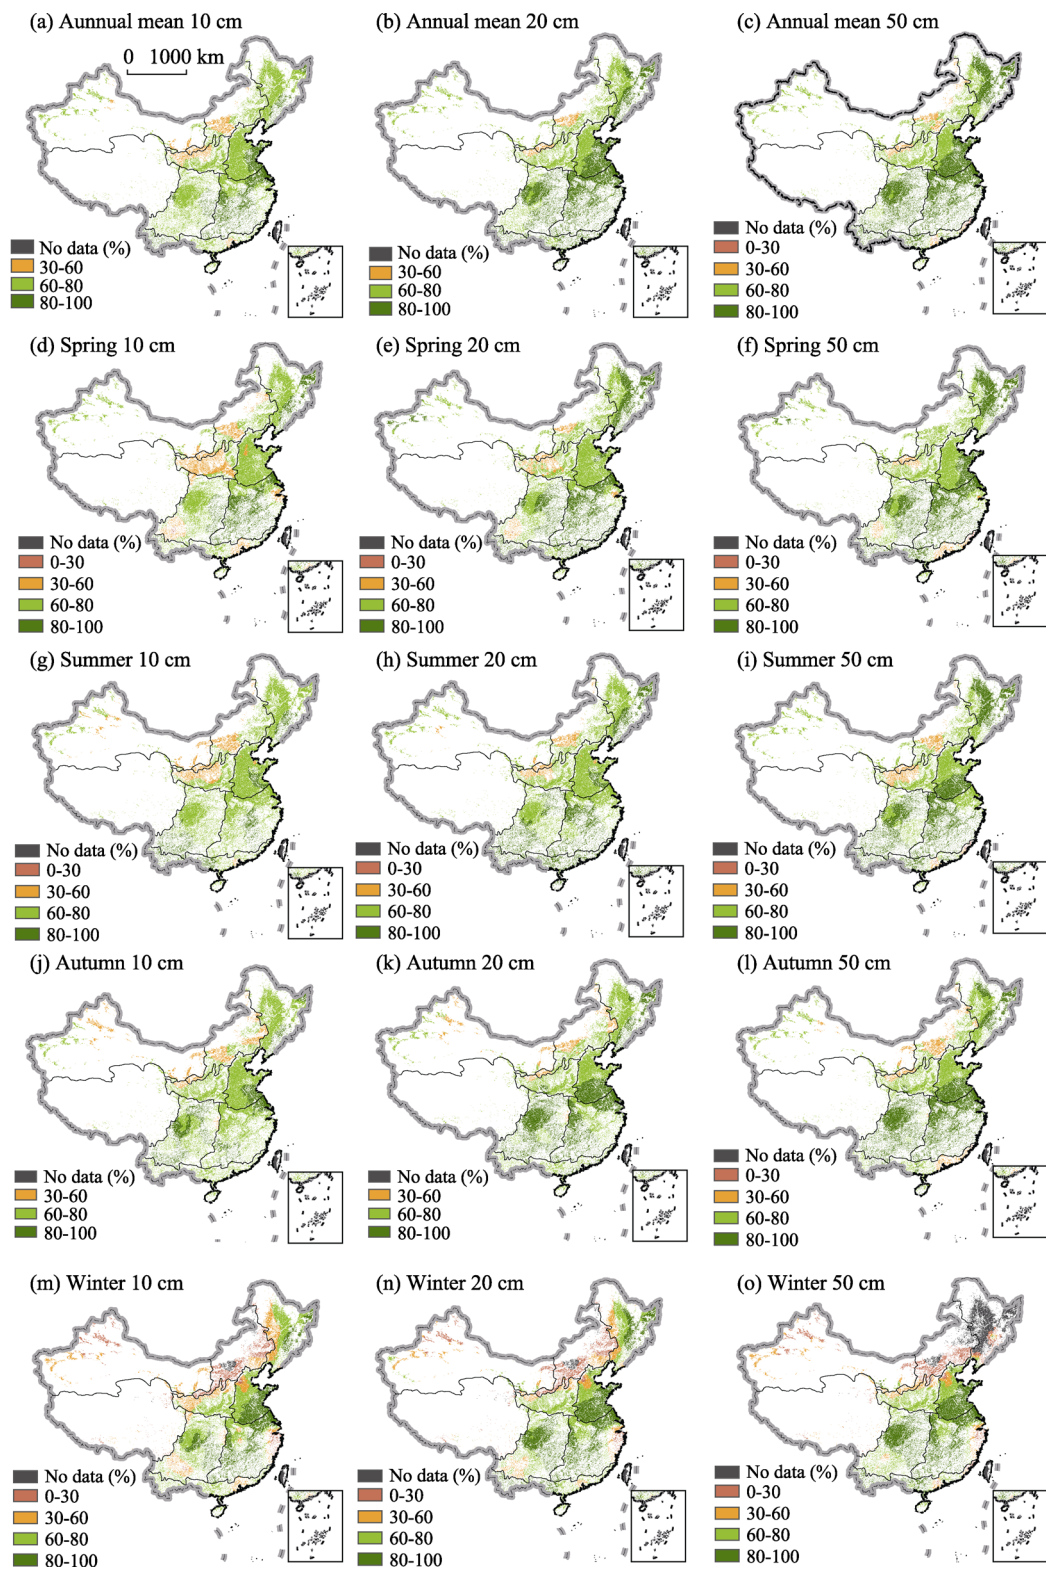 (a) Aunnual mean 10 cm
0 1000 km
No data (%)
30-60
60-80
80-100
(b) Annual mean 20 cm
No data (%)
30-60
60-80
80-100
(c) Annual mean 50 cm
No data (%)
0-30
30-60
60-80
80-100
(d) Spring 10 cm
No data (%)
0-30
30-60
60-80
80-100
(e) Spring 20 cm
No data (%)
0-30
30-60
60-80
80-100
(f) Spring 50 cm
No data (%)
0-30
30-60
60-80
80-100
(g) Summer 10 cm
No data (%)
0-30
30-60
60-80
80-100
(h) Summer 20 cm
No data (%)
0-30
30-60
60-80
80-100
(i) Summer 50 cm
No data (%)
0-30
30-60
60-80
80-100
(j) Autumn 10 cm
No data (%)
30-60
60-80
80-100
(k) Autumn 20 cm
No data (%)
30-60
60-80
80-100
(l) Autumn 50 cm
No data (%)
0-30
30-60
60-80
80-100
(m) Winter 10 cm
No data (%)
0-30
30-60
60-80
80-100
(n) Winter 20 cm
No data (%)
0-30
30-60
60-80
80-100
(o) Winter 50 cm
No data (%)
0-30
30-60
60-80
80-100